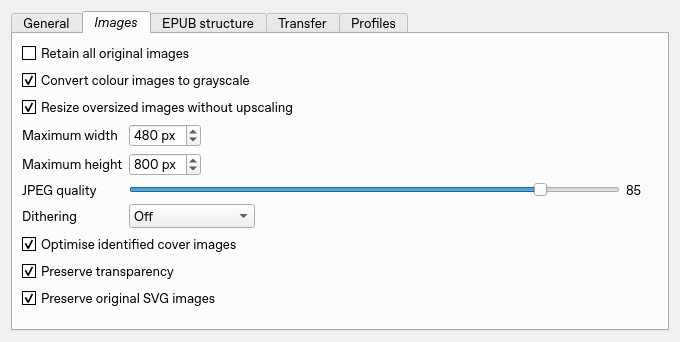 General Images EPUB structure Transfer Profiles
Retain all original images
Convert colour images to grayscale
Resize oversized images without upscaling
Maximum width 480 px
Maximum height 800 px
JPEG quality 85
Dithering Off
Optimise identified cover images
Preserve transparency
Preserve original SVG images